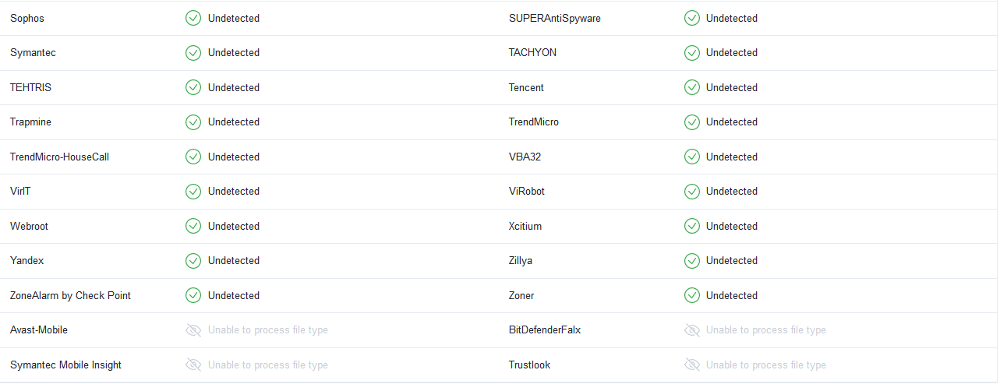 Sophos Undetected SUPERAntiSpyware Undetected
Symantec Undetected TACHYON Undetected
TEHTRIS Undetected Tencent Undetected
Trapmine Undetected TrendMicro Undetected
TrendMicro-HouseCall Undetected VBA32 Undetected
VirIT Undetected ViRobot Undetected
Webroot Undetected Xcitium Undetected
Yandex Undetected Zillya Undetected
ZoneAlarm by Check Point Undetected Zoner Undetected
Avast-Mobile Unable to process file type BitDefenderFalx Unable to process file type
Symantec Mobile Insight Unable to process file type Trustlook Unable to process file type